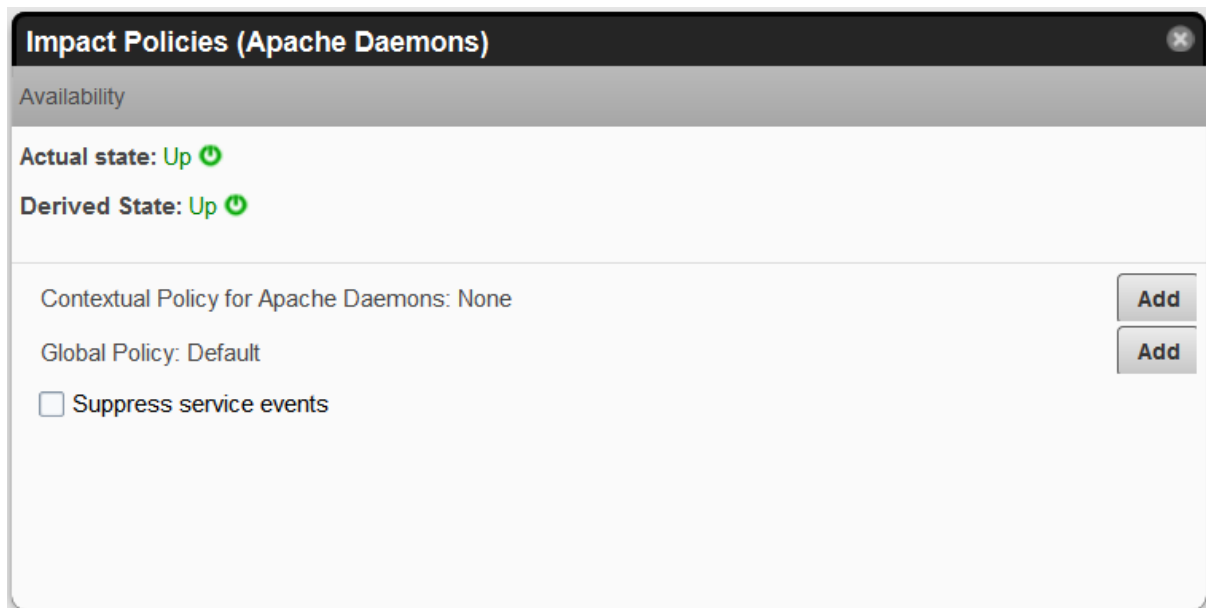 Impact Policies (Apache Daemons)
Availability
Actual state: Up
Derived State: Up
Contextual Policy for Apache Daemons: None Add
Global Policy: Default Add
Suppress service events